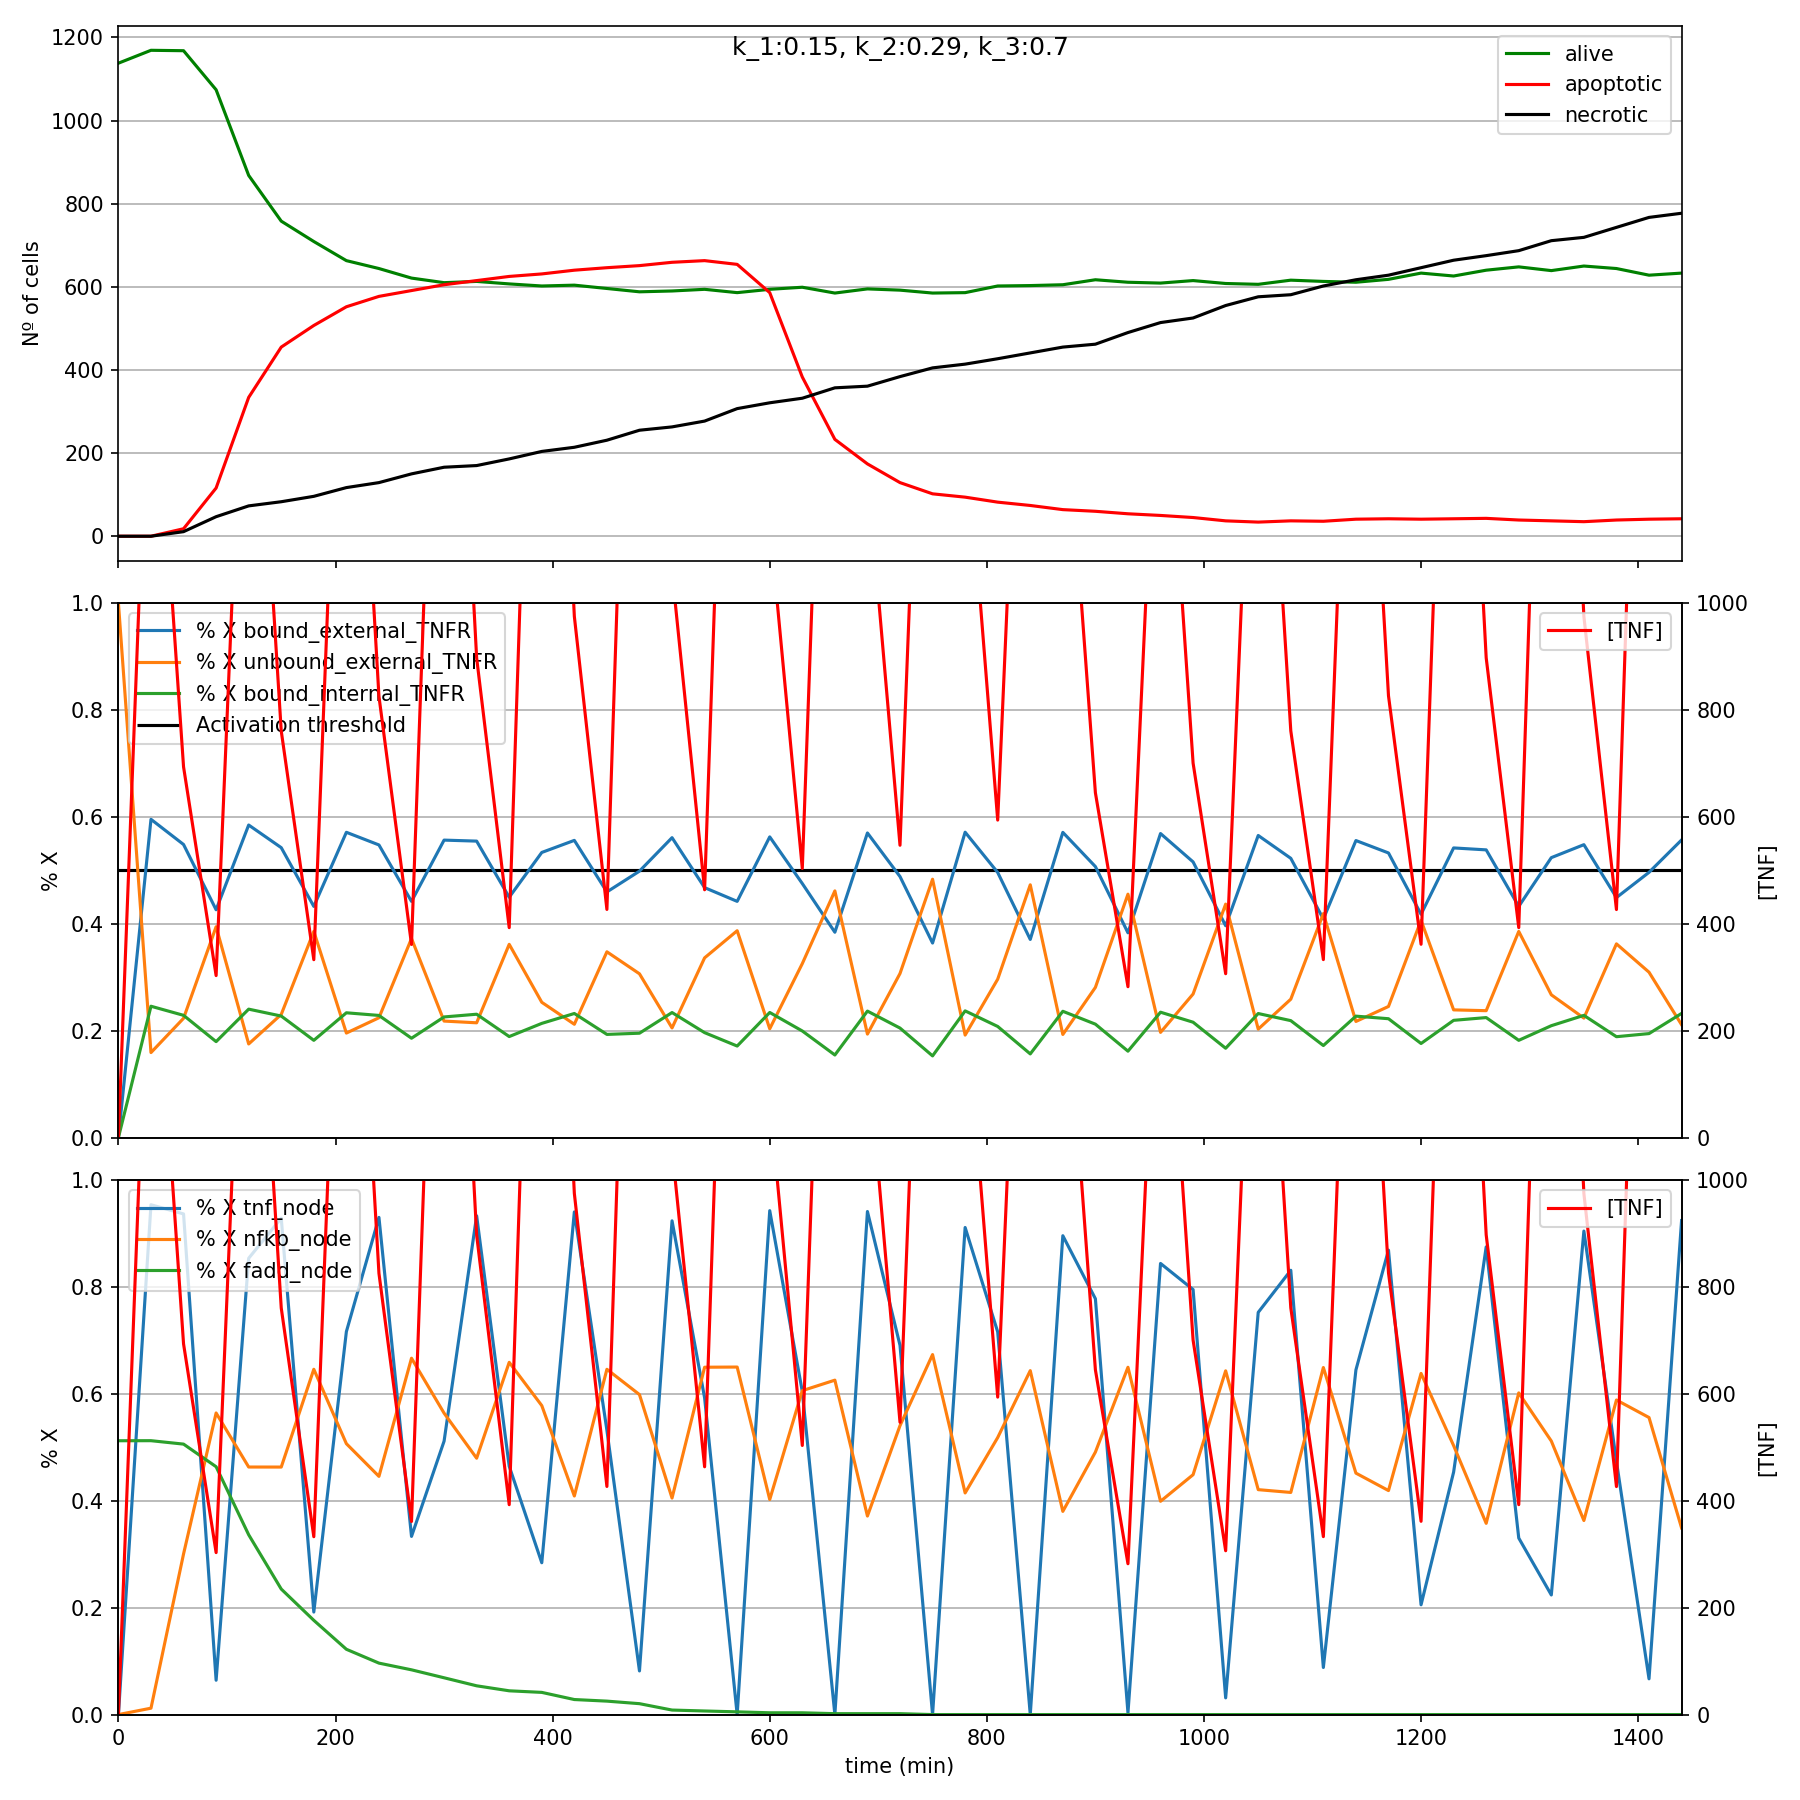 k_1:0.15, k_2:0.29, k_3:0.7
1200
1000
800
600
400
200
0
Nº of cells
alive
apoptotic
necrotic
1.0
0.8
0.6
0.4
0.2
0.0
% X
% X bound_external_TNFR
% X unbound_external_TNFR
% X bound_internal_TNFR
Activation threshold
[TNF]
1000
800
600
400
200
0
[TNF]
1.0
0.8
0.6
0.4
0.2
0.0
% X
% X tnf_node
% X nfkb_node
% X fadd_node
[TNF]
1000
800
600
400
200
0
[TNF]
0 200 400 600 800 1000 1200 1400
time (min)